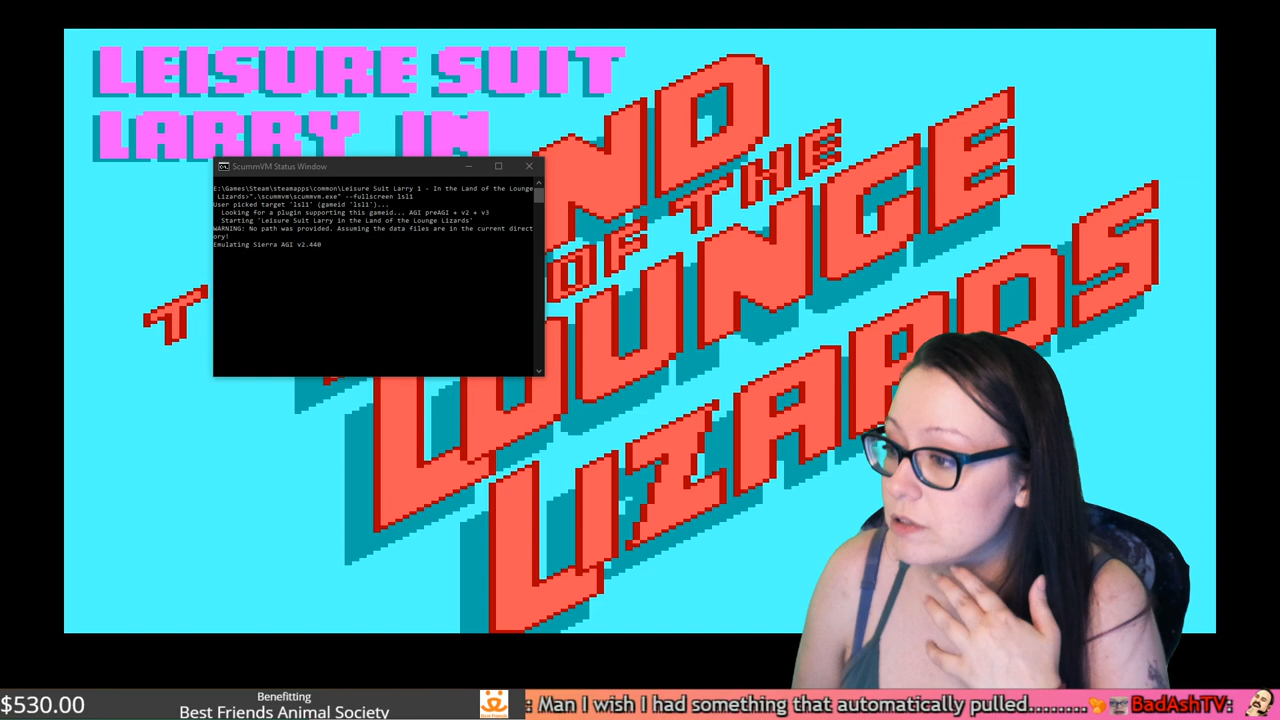 LEISURE SUIT
LARRY IN
OF THE
LOUNGE
LIZARDS
ScummVM Status Window
E:\Games\Steam\steamapps\common\Leisure Suit Larry 1 - In the Land of the Lounge
Lizards>".\scummvm\scummvm.exe" --fullscreen lsl1
User picked target 'lsl1' (gameid 'lsl1')...
Looking for a plugin supporting this gameid... AGI preAGI + v2 + v3
Starting 'Leisure Suit Larry in the Land of the Lounge Lizards'
WARNING: No path was provided. Assuming the data files are in the current direct
ory!
Emulating Sierra AGI v2.440
$530.00
Benefitting
Best Friends Animal Society
: Man I wish I had something that automatically pulled........ BadAshTV: